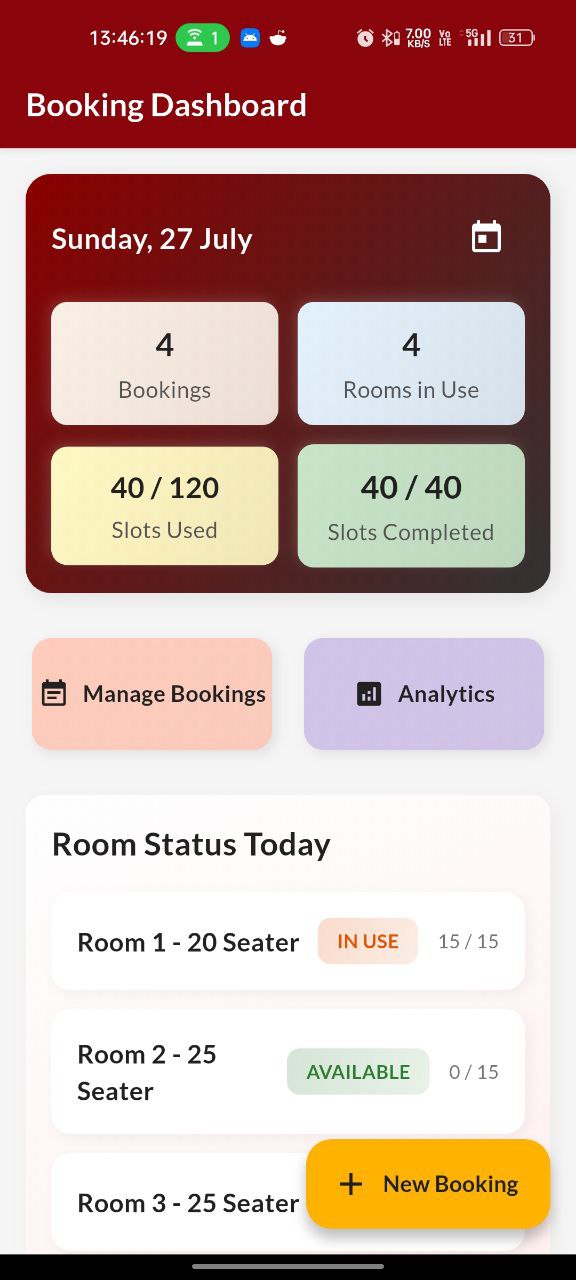 13:46:19 1 7.00 KB/S Vo LTE 5G 31
Booking Dashboard
Sunday, 27 July
4 4
Bookings Rooms in Use
40 / 120 40 / 40
Slots Used Slots Completed
Manage Bookings Analytics
Room Status Today
Room 1 - 20 Seater IN USE 15 / 15
Room 2 - 25
Seater AVAILABLE 0 / 15
Room 3 - 25 Seater
+ New Booking